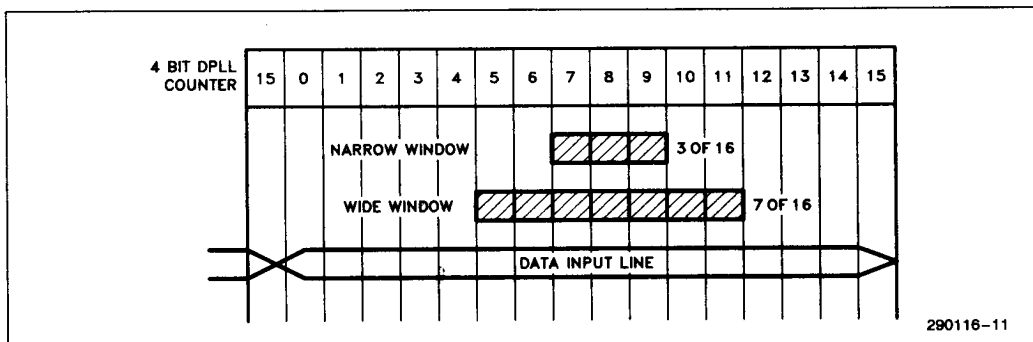 4 BIT DPLL
COUNTER
15 0 1 2 3 4 5 6 7 8 9 10 11 12 13 14 15
NARROW WINDOW 3 OF 16
WIDE WINDOW 7 OF 16
DATA INPUT LINE
290116-11